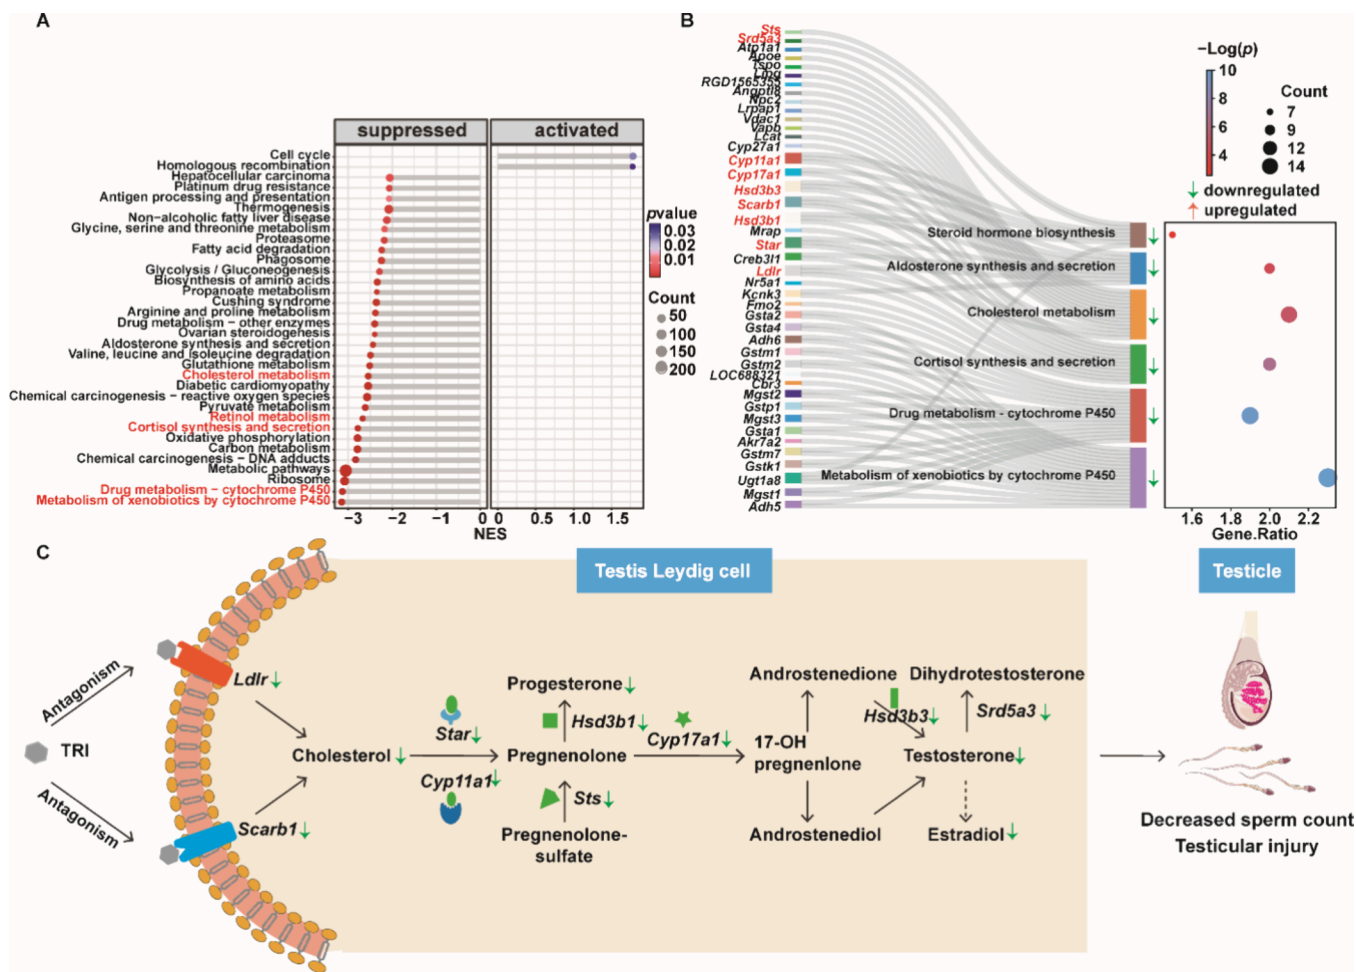 A
suppressed
activated
Cell cycle
Homologous recombination
Hepatocellular carcinoma
Platinum drug resistance
Antigen processing and presentation
Thermogenesis
Non-alcoholic fatty liver disease
Glycine, serine and threonine metabolism
Proteasome
Fatty acid degradation
Phagosome
Glycolysis / Gluconeogenesis
Biosynthesis of amino acids
Propanoate metabolism
Cushing syndrome
Arginine and proline metabolism
Drug metabolism − other enzymes
Ovarian steroidogenesis
Aldosterone synthesis and secretion
Valine, leucine and isoleucine degradation
Glutathione metabolism
Cholesterol metabolism
Diabetic cardiomyopathy
Chemical carcinogenesis − reactive oxygen species
Pyruvate metabolism
Retinol metabolism
Cortisol synthesis and secretion
Oxidative phosphorylation
Carbon metabolism
Chemical carcinogenesis − DNA adducts
Metabolic pathways
Ribosome
Drug metabolism − cytochrome P450
Metabolism of xenobiotics by cytochrome P450
−3 −2 −1 0 0 0.5 1.0 1.5
NES
pvalue
0.03
0.02
0.01
Count
50
100
150
200
B
Sts
Srd5a3
Atp1a1
Apoe
Tspo
Lipg
RGD1565355
Angptl8
Npc2
Lrpap1
Vdac1
Vapb
Lcat
Cyp27a1
Cyp11a1
Cyp17a1
Hsd3b3
Scarb1
Hsd3b1
Mrap
Star
Creb3l1
Ldlr
Nr5a1
Kcnk3
Fmo2
Gsta2
Gsta4
Adh6
Gstm1
Gstm2
LOC688321
Cbr3
Mgst2
Gstp1
Mgst3
Gsta1
Akr7a2
Gstm7
Gstk1
Ugt1a8
Mgst1
Adh5
Steroid hormone biosynthesis ↓
Aldosterone synthesis and secretion ↓
Cholesterol metabolism ↓
Cortisol synthesis and secretion ↓
Drug metabolism - cytochrome P450 ↓
Metabolism of xenobiotics by cytochrome P450 ↓
−Log(p)
10
8
6
4
Count
7
9
12
14
↓ downregulated
↑ upregulated
1.6 2.0 2.2
Gene.Ratio
C
Testis Leydig cell
Testicle
Antagonism
TRI
Antagonism
Ldlr↓
Scarb1↓
Cholesterol↓
Star↓
Cyp11a1↓
Progesterone↓
Hsd3b1↓
Pregnenolone
Sts↓
Pregnenolone-
sulfate
Cyp17a1↓
Androstenedione
17-OH
pregnenlone
Androstenediol
Hsd3b3↓
Dihydrotestosterone
Srd5a3↓
Testosterone↓
Estradiol↓
Decreased sperm count
Testicular injury